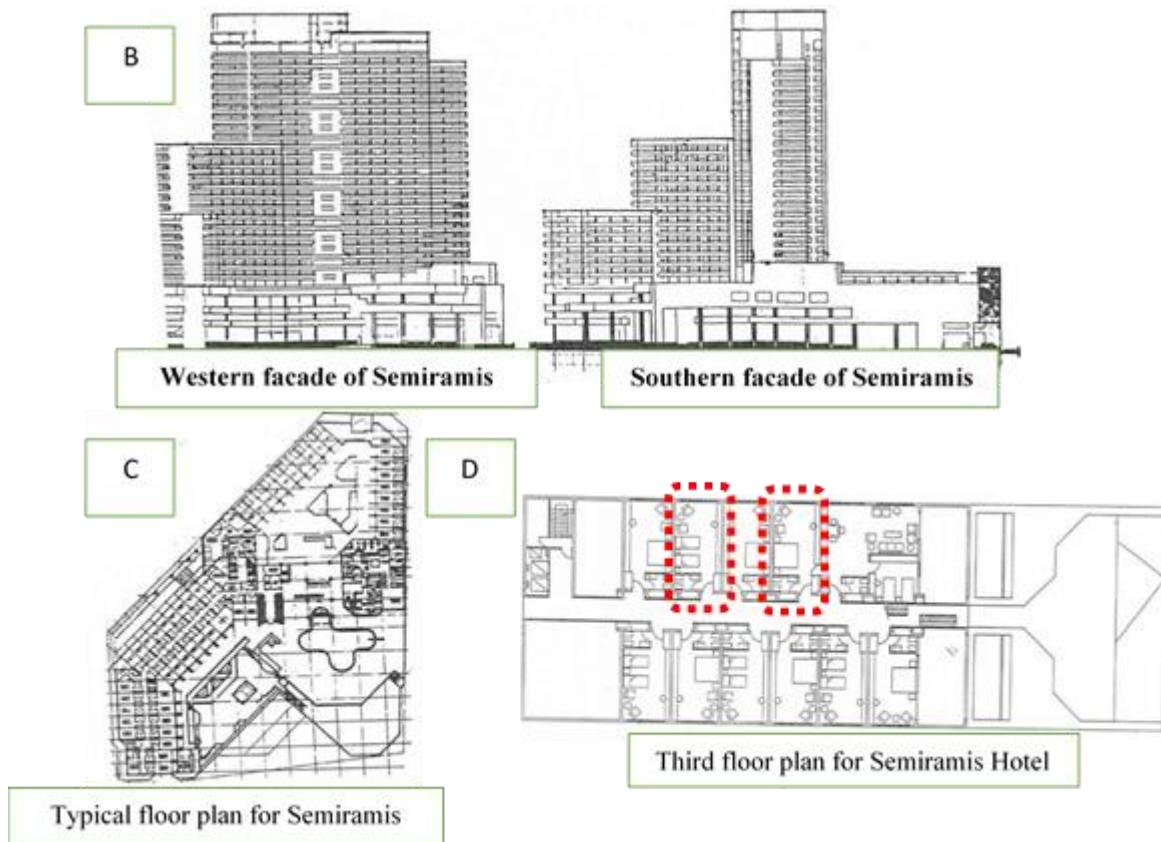 B
Western facade of Semiramis
Southern facade of Semiramis
C
D
Typical floor plan for Semiramis
Third floor plan for Semiramis Hotel